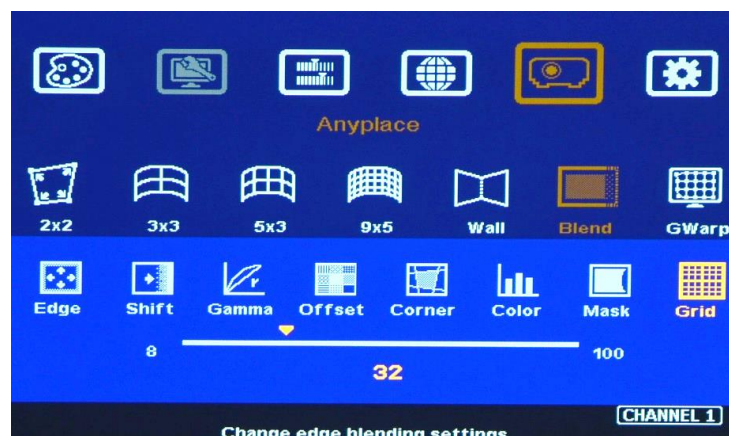 Anyplace
2x2 3x3 5x3 9x5 Wall Blend GWarp
Edge Shift Gamma Offset Corner Color Mask Grid
8 100
32
CHANNEL 1
Change edge blending settings